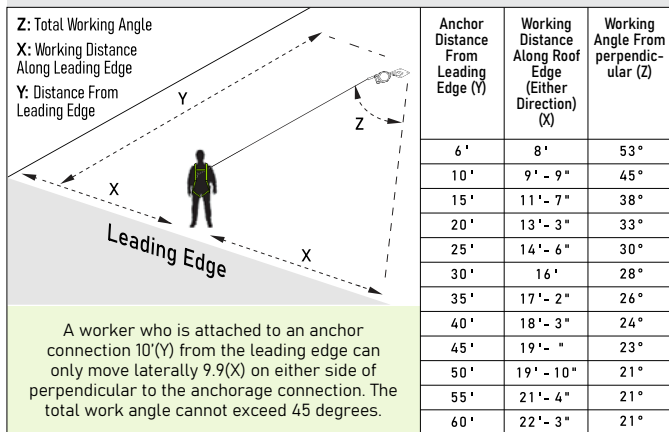 Z: Total Working Angle
X: Working Distance
Along Leading Edge
Y: Distance From
Leading Edge
Y
Z
X
X
Leading Edge
A worker who is attached to an anchor
connection 10'(Y) from the leading edge can
only move laterally 9.9(X) on either side of
perpendicular to the anchorage connection. The
total work angle cannot exceed 45 degrees.
Anchor
Distance
From
Leading
Edge (Y)
Working
Distance
Along Roof
Edge
(Either
Direction)
(X)
Working
Angle From
perpendic-
ular (Z)
6' 8' 53°
10' 9'- 9" 45°
15' 11'- 7" 38°
20' 13'- 3" 33°
25' 14'- 6" 30°
30' 16' 28°
35' 17'- 2" 26°
40' 18'- 3" 24°
45' 19'- " 23°
50' 19'- 10" 21°
55' 21'- 4" 21°
60' 22'- 3" 21°